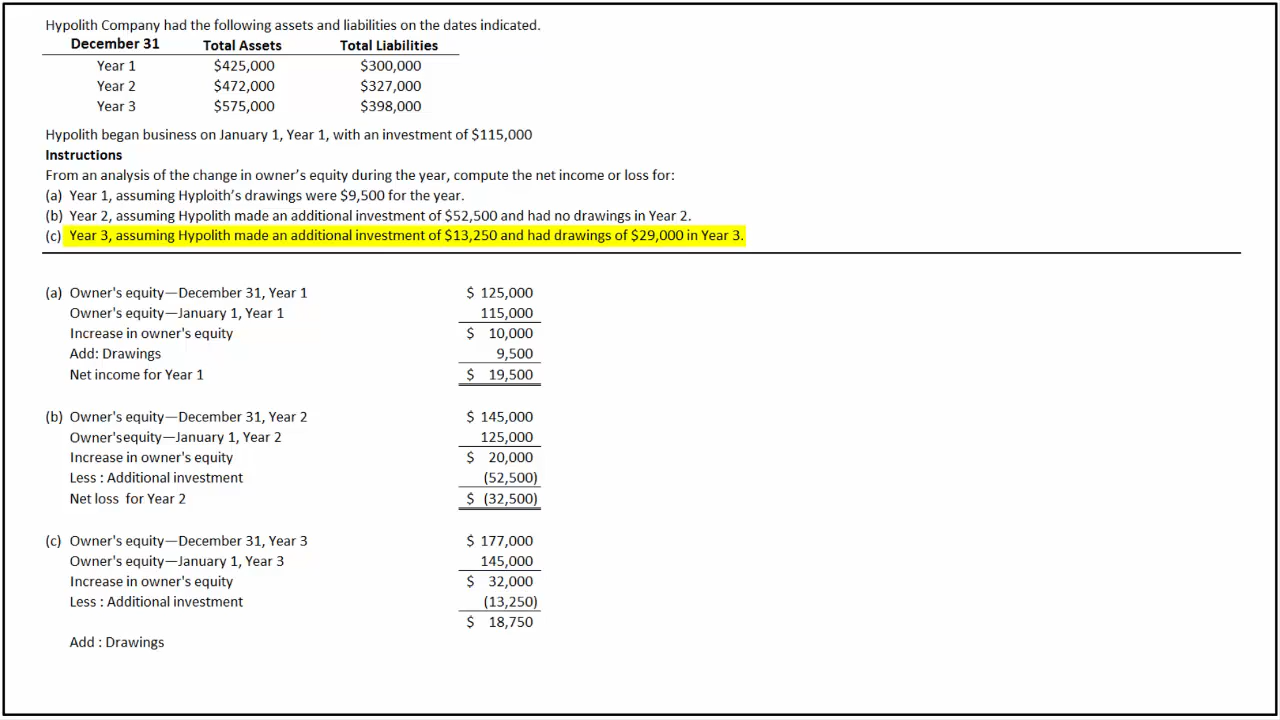 Hypolith Company had the following assets and liabilities on the dates indicated.
December 31 Total Assets Total Liabilities
Year 1 $425,000 $300,000
Year 2 $472,000 $327,000
Year 3 $575,000 $398,000
Hypolith began business on January 1, Year 1, with an investment of $115,000
Instructions
From an analysis of the change in owner's equity during the year, compute the net income or loss for:
(a) Year 1, assuming Hyploith's drawings were $9,500 for the year.
(b) Year 2, assuming Hypolith made an additional investment of $52,500 and had no drawings in Year 2.
(c) Year 3, assuming Hypolith made an additional investment of $13,250 and had drawings of $29,000 in Year 3.
(a) Owner's equity—December 31, Year 1 $ 125,000
Owner's equity—January 1, Year 1 115,000
Increase in owner's equity $ 10,000
Add: Drawings 9,500
Net income for Year 1 $ 19,500
(b) Owner's equity—December 31, Year 2 $ 145,000
Owner'sequity—January 1, Year 2 125,000
Increase in owner's equity $ 20,000
Less : Additional investment (52,500)
Net loss for Year 2 $ (32,500)
(c) Owner's equity—December 31, Year 3 $ 177,000
Owner's equity—January 1, Year 3 145,000
Increase in owner's equity $ 32,000
Less : Additional investment (13,250)
$ 18,750
Add : Drawings